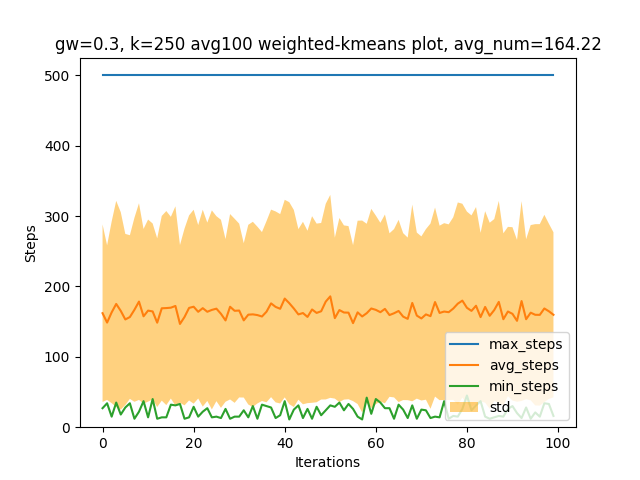 gw=0.3, k=250 avg100 weighted-kmeans plot, avg_num=164.22
500
400
300
200
100
0
Steps
max_steps
avg_steps
min_steps
std
0 20 40 60 80 100
Iterations